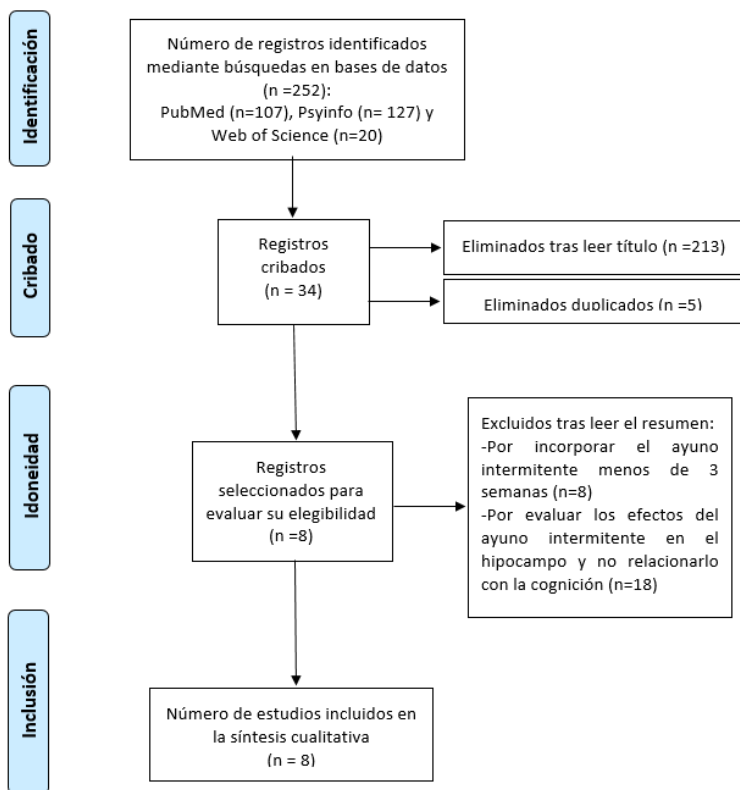 Identificación
Número de registros identificados
mediante búsquedas en bases de datos
(n =252):
PubMed (n=107), Psyinfo (n= 127) y
Web of Science (n=20)
Cribado
Registros
cribados
(n = 34)
Eliminados tras leer título (n =213)
Eliminados duplicados (n =5)
Idoneidad
Registros
seleccionados para
evaluar su elegibilidad
(n =8)
Excluidos tras leer el resumen:
-Por incorporar el ayuno
intermitente menos de 3
semanas (n=8)
-Por evaluar los efectos del
ayuno intermitente en el
hipocampo y no relacionarlo
con la cognición (n=18)
Inclusión
Número de estudios incluidos en
la síntesis cualitativa
(n = 8)